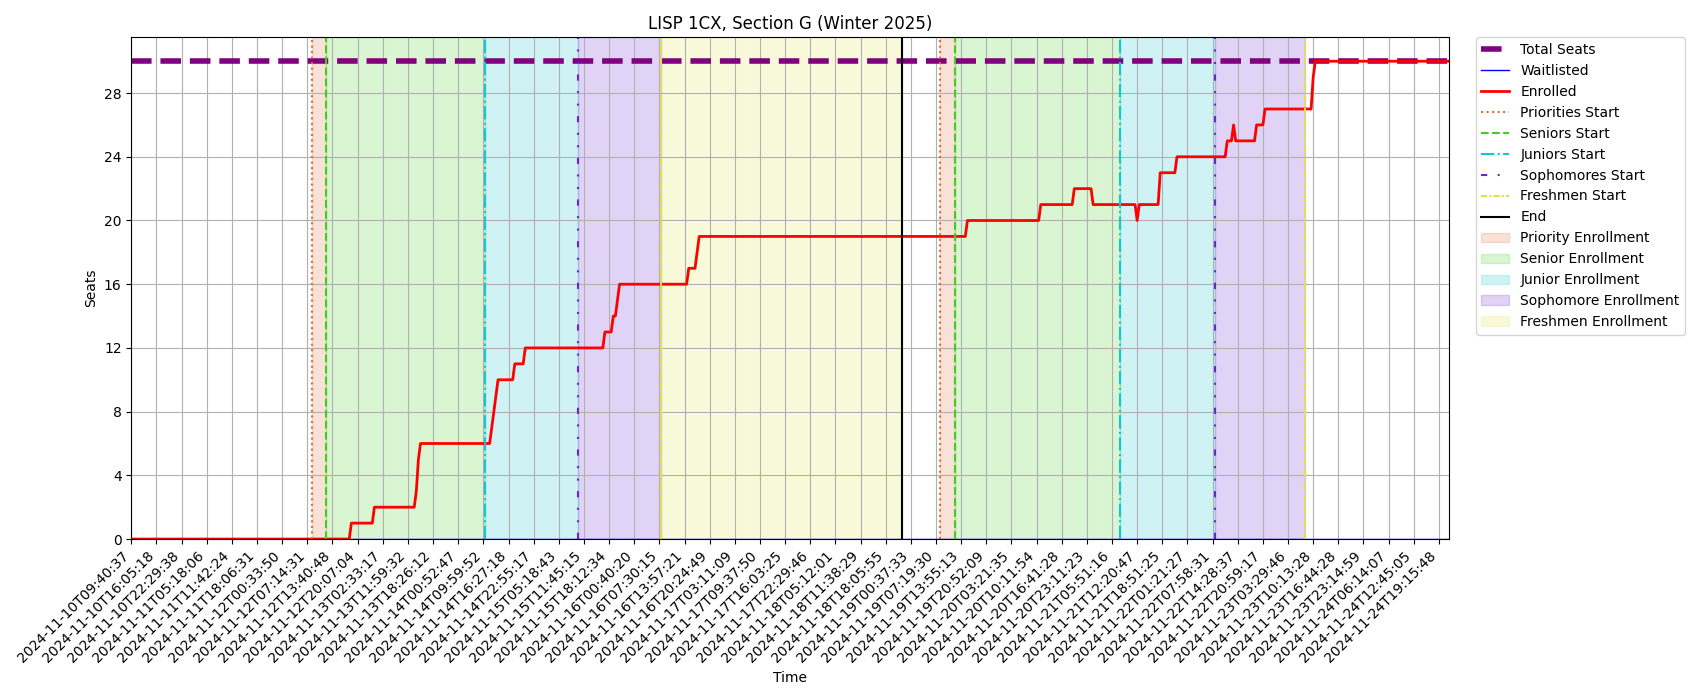 LISP 1CX, Section G (Winter 2025)
Total Seats
Waitlisted
Enrolled
Priorities Start
Seniors Start
Juniors Start
Sophomores Start
Freshmen Start
End
Priority Enrollment
Senior Enrollment
Junior Enrollment
Sophomore Enrollment
Freshmen Enrollment
Seats
28
24
20
16
12
8
4
0
2024-11-10T09:40:37
2024-11-10T16:05:18
2024-11-10T22:29:38
2024-11-11T05:18:06
2024-11-11T11:42:24
2024-11-11T18:06:31
2024-11-12T00:33:50
2024-11-12T07:14:31
2024-11-12T13:40:48
2024-11-12T20:07:04
2024-11-13T02:33:17
2024-11-13T11:59:32
2024-11-13T18:26:12
2024-11-14T00:52:47
2024-11-14T09:59:52
2024-11-14T16:27:18
2024-11-14T22:55:17
2024-11-15T05:18:43
2024-11-15T11:45:15
2024-11-15T18:12:34
2024-11-16T00:40:20
2024-11-16T07:30:15
2024-11-16T13:57:21
2024-11-16T20:24:49
2024-11-17T03:11:09
2024-11-17T09:37:50
2024-11-17T16:03:25
2024-11-17T22:29:46
2024-11-18T05:12:01
2024-11-18T11:38:29
2024-11-18T18:05:55
2024-11-19T00:37:33
2024-11-19T07:19:30
2024-11-19T13:55:13
2024-11-19T20:52:09
2024-11-20T03:21:35
2024-11-20T10:11:54
2024-11-20T16:41:28
2024-11-20T23:11:23
2024-11-21T05:51:16
2024-11-21T12:20:47
2024-11-21T18:51:25
2024-11-22T01:21:27
2024-11-22T07:58:31
2024-11-22T14:28:37
2024-11-22T20:59:17
2024-11-23T03:29:46
2024-11-23T10:13:28
2024-11-23T16:44:28
2024-11-23T23:14:59
2024-11-24T06:14:07
2024-11-24T12:45:05
2024-11-24T19:15:48
Time